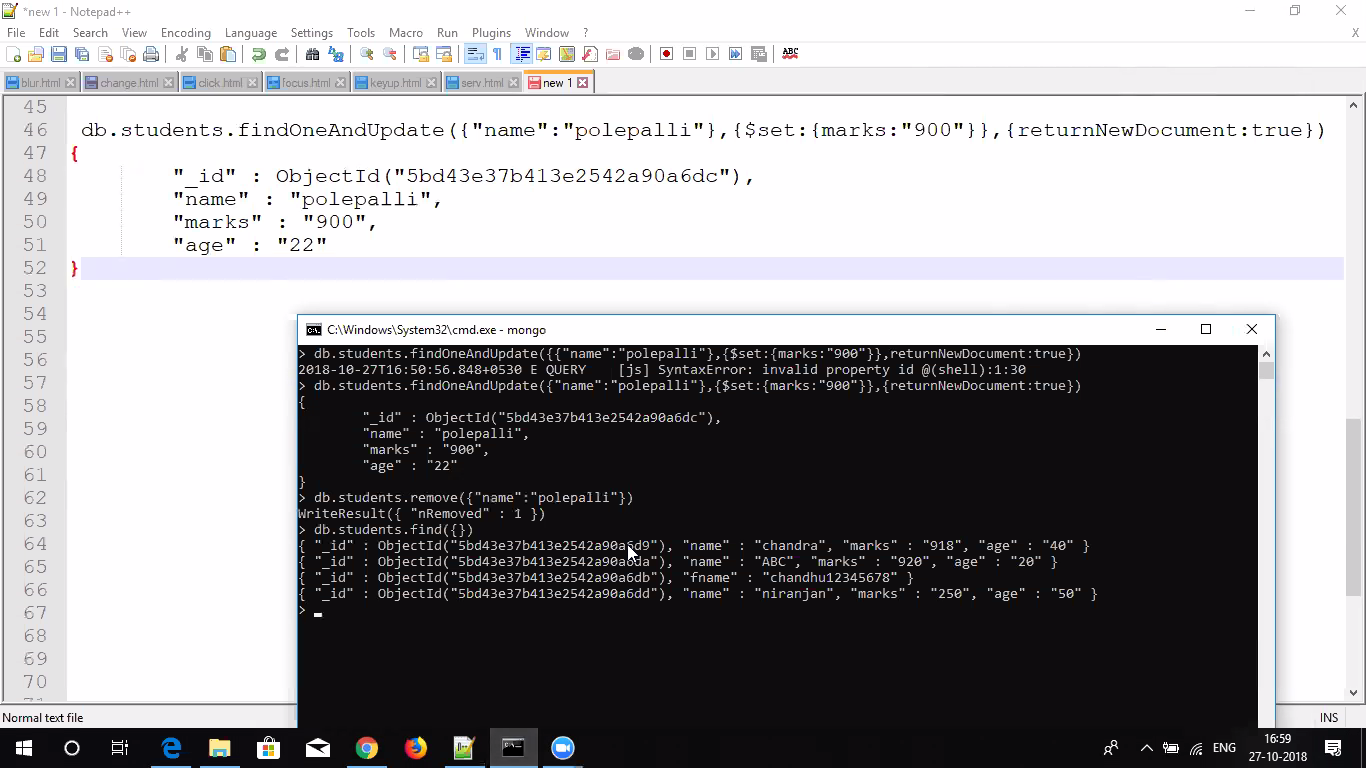 *new 1 - Notepad++
File Edit Search View Encoding Language Settings Tools Macro Run Plugins Window ? X
ABC
blur.html change.html click.html focus.html keyup.html serv.html new 1
45
46 db.students.findOneAndUpdate({"name":"polepalli"},{$set:{marks:"900"}},{returnNewDocument:true})
47 {
48 "_id" : ObjectId("5bd43e37b413e2542a90a6dc"),
49 "name" : "polepalli",
50 "marks" : "900",
51 "age" : "22"
52 }
53
54
55
56
57
58
59
60
61
62
63
64
65
66
67
68
69
70
71
C:\Windows\System32\cmd.exe - mongo
> db.students.findOneAndUpdate({{"name":"polepalli"},{$set:{marks:"900"}},returnNewDocument:true})
2018-10-27T16:50:56.848+0530 E QUERY [js] SyntaxError: invalid property id @(shell):1:30
> db.students.findOneAndUpdate({"name":"polepalli"},{$set:{marks:"900"}},{returnNewDocument:true})
{
"_id" : ObjectId("5bd43e37b413e2542a90a6dc"),
"name" : "polepalli",
"marks" : "900",
"age" : "22"
}
> db.students.remove({"name":"polepalli"})
WriteResult({ "nRemoved" : 1 })
> db.students.find({})
{ "_id" : ObjectId("5bd43e37b413e2542a90a6d9"), "name" : "chandra", "marks" : "918", "age" : "40" }
{ "_id" : ObjectId("5bd43e37b413e2542a90a6da"), "name" : "ABC", "marks" : "920", "age" : "20" }
{ "_id" : ObjectId("5bd43e37b413e2542a90a6db"), "fname" : "chandhu12345678" }
{ "_id" : ObjectId("5bd43e37b413e2542a90a6dd"), "name" : "niranjan", "marks" : "250", "age" : "50" }
>
Normal text file INS
ENG 16:59
27-10-2018